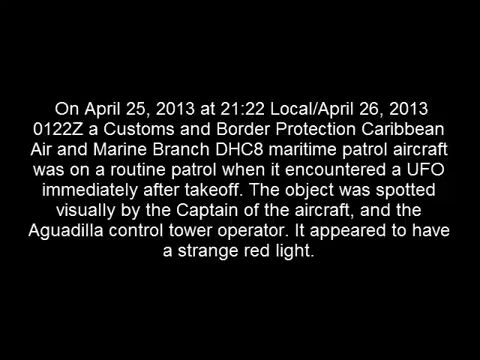 On April 25, 2013 at 21:22 Local/April 26, 2013
0122Z a Customs and Border Protection Caribbean
Air and Marine Branch DHC8 maritime patrol aircraft
was on a routine patrol when it encountered a UFO
immediately after takeoff. The object was spotted
visually by the Captain of the aircraft, and the
Aguadilla control tower operator. It appeared to have
a strange red light.